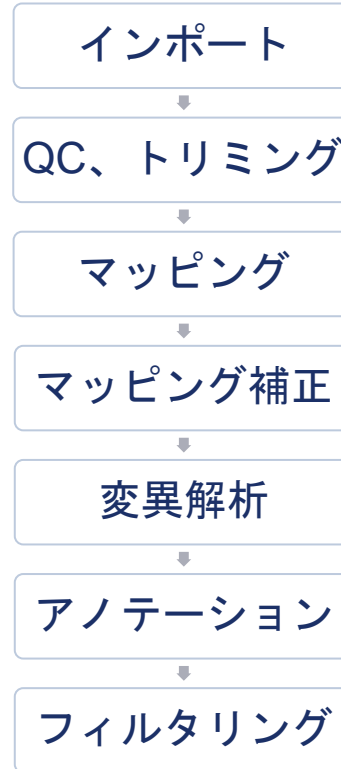 インポート
QC、トリミング
マッピング
マッピング補正
変異解析
アノテーション
フィルタリング